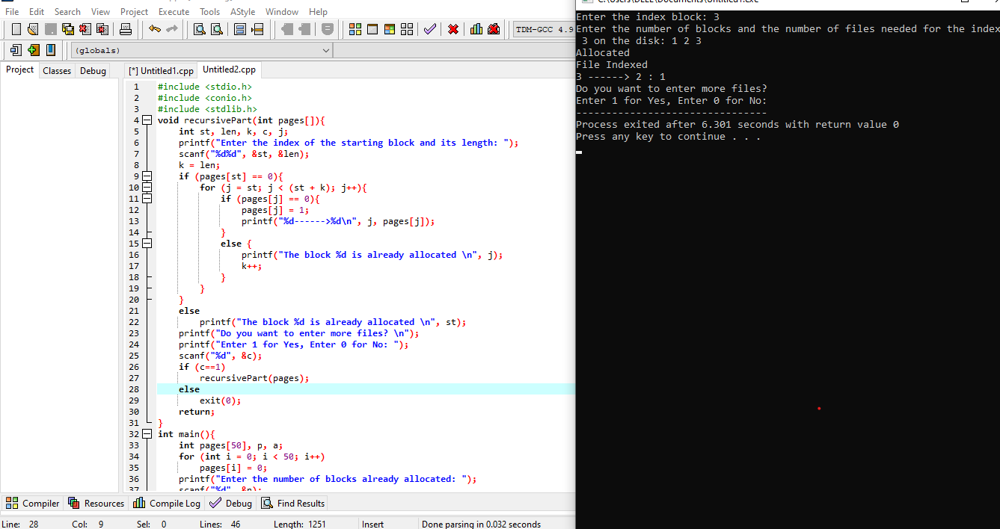 File Edit Search View Project Execute Tools AStyle Window Help
TDM-GCC 4.9
(globals)
Project Classes Debug
[*] Untitled1.cpp Untitled2.cpp
1 #include <stdio.h>
2 #include <conio.h>
3 #include <stdlib.h>
4 void recursivePart(int pages[]){
5 int st, len, k, c, j;
6 printf("Enter the index of the starting block and its length: ");
7 scanf("%d%d", &st, &len);
8 k = len;
9 if (pages[st] == 0){
10 for (j = st; j < (st + k); j++){
11 if (pages[j] == 0){
12 pages[j] = 1;
13 printf("%d------>%d\n", j, pages[j]);
14 }
15 else {
16 printf("The block %d is already allocated \n", j);
17 k++;
18 }
19 }
20 }
21 else
22 printf("The block %d is already allocated \n", st);
23 printf("Do you want to enter more files? \n");
24 printf("Enter 1 for Yes, Enter 0 for No: ");
25 scanf("%d", &c);
26 if (c==1)
27 recursivePart(pages);
28 else
29 exit(0);
30 return;
31 }
32 int main(){
33 int pages[50], p, a;
34 for (int i = 0; i < 50; i++)
35 pages[i] = 0;
36 printf("Enter the number of blocks already allocated: ");
37 scanf("%d", &p);
Compiler Resources Compile Log Debug Find Results
Line: 28 Col: 9 Sel: 0 Lines: 46 Length: 1251 Insert Done parsing in 0.032 seconds
C:\Users\DELL\Documents\Untitled1.exe
Enter the index block: 3
Enter the number of blocks and the number of files needed for the index
3 on the disk: 1 2 3
Allocated
File Indexed
3 ------> 2 : 1
Do you want to enter more files?
Enter 1 for Yes, Enter 0 for No:
--------------------------------
Process exited after 6.301 seconds with return value 0
Press any key to continue . . .